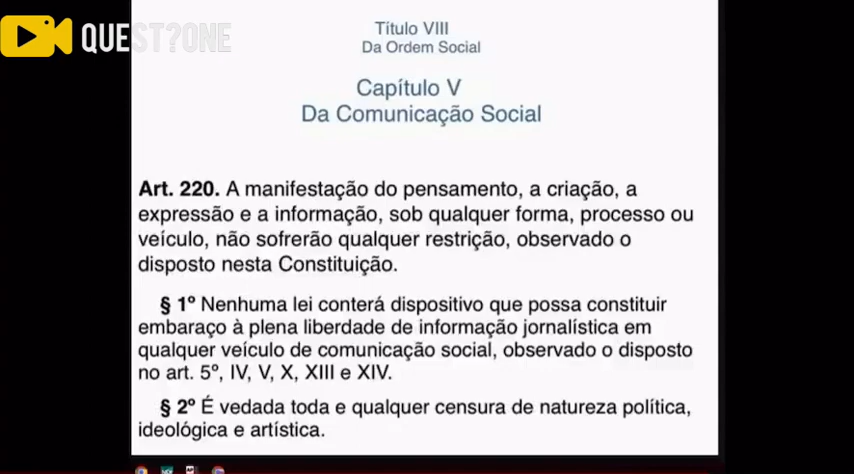 QUEST?ONE
Título VIII
Da Ordem Social
Capítulo V
Da Comunicação Social
Art. 220. A manifestação do pensamento, a criação, a
expressão e a informação, sob qualquer forma, processo ou
veículo, não sofrerão qualquer restrição, observado o
disposto nesta Constituição.
§ 1º Nenhuma lei conterá dispositivo que possa constituir
embaraço à plena liberdade de informação jornalística em
qualquer veículo de comunicação social, observado o disposto
no art. 5º, IV, V, X, XIII e XIV.
§ 2º É vedada toda e qualquer censura de natureza política,
ideológica e artística.